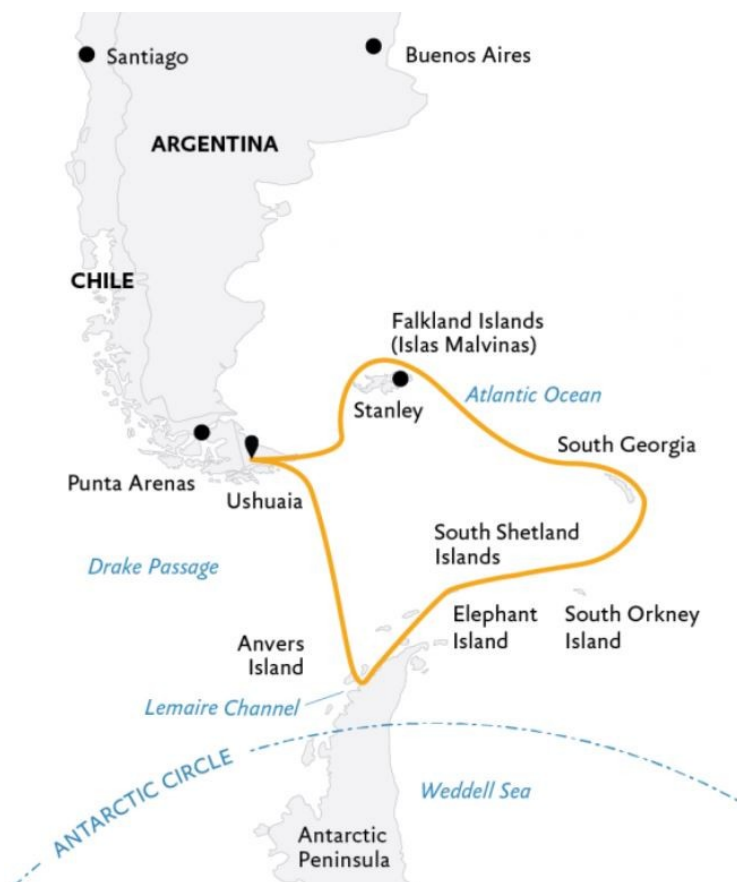 Santiago
Buenos Aires
ARGENTINA
CHILE
Falkland Islands
(Islas Malvinas)
Stanley
Atlantic Ocean
South Georgia
Punta Arenas
Ushuaia
South Shetland
Islands
Drake Passage
Elephant
Island
South Orkney
Island
Anvers
Island
Lemaire Channel
ANTARCTIC CIRCLE
Weddell Sea
Antarctic
Peninsula